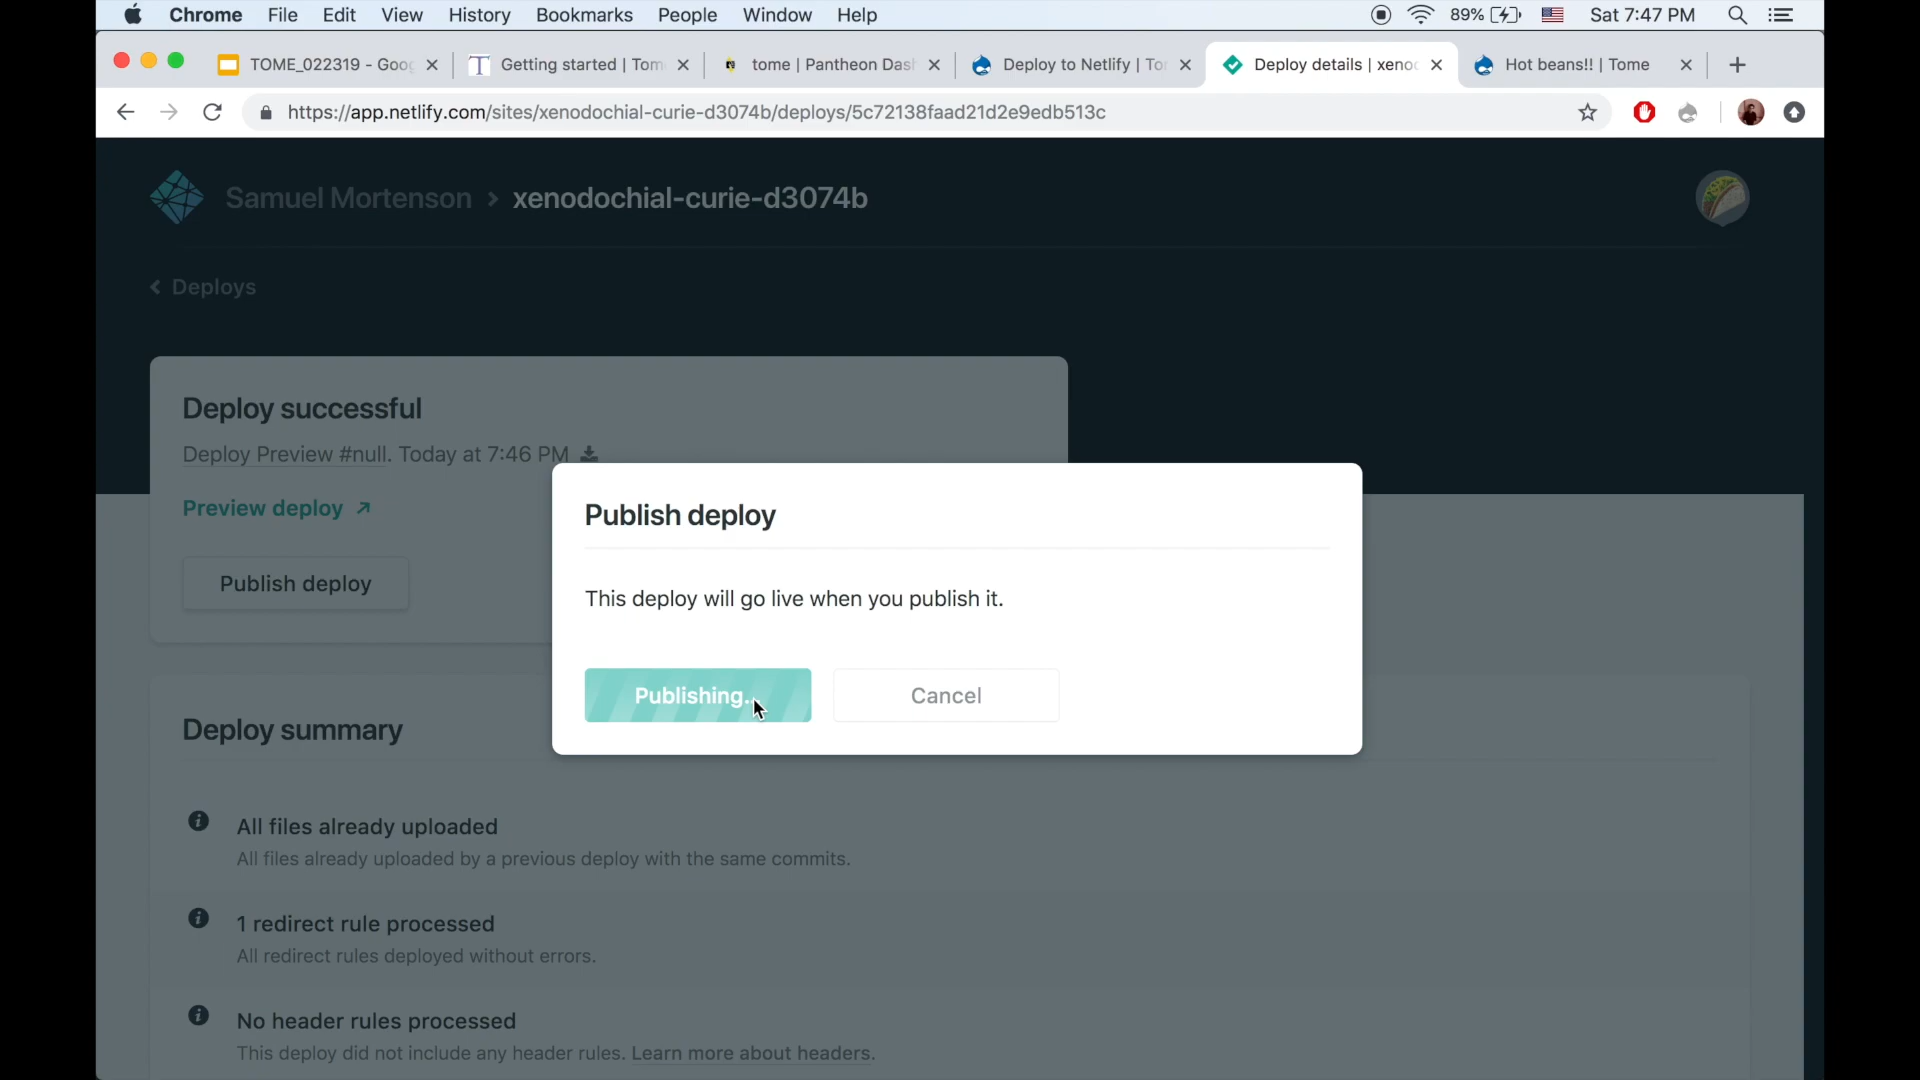 Chrome File Edit View History Bookmarks People Window Help 89% Sat 7:47 PM
TOME_022319 - Goog Getting started | Tom tome | Pantheon Dash Deploy to Netlify | To Deploy details | xeno Hot beans!! | Tome
https://app.netlify.com/sites/xenodochial-curie-d3074b/deploys/5c72138faad21d2e9edb513c
Samuel Mortenson > xenodochial-curie-d3074b
Deploys
Deploy successful
Deploy Preview #null. Today at 7:46 PM
Preview deploy
Publish deploy
Publish deploy
This deploy will go live when you publish it.
Publishing.. Cancel
Deploy summary
All files already uploaded
All files already uploaded by a previous deploy with the same commits.
1 redirect rule processed
All redirect rules deployed without errors.
No header rules processed
This deploy did not include any header rules. Learn more about headers.